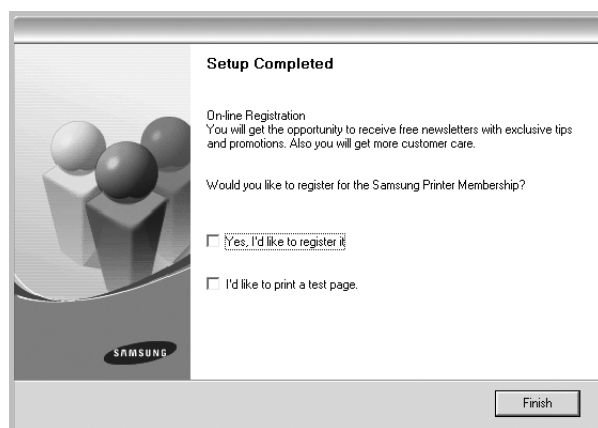 Setup Completed
On-line Registration
You will get the opportunity to receive free newsletters with exclusive tips
and promotions. Also you will get more customer care.
Would you like to register for the Samsung Printer Membership?
Yes, I'd like to register it
I'd like to print a test page.
SAMSUNG
Finish